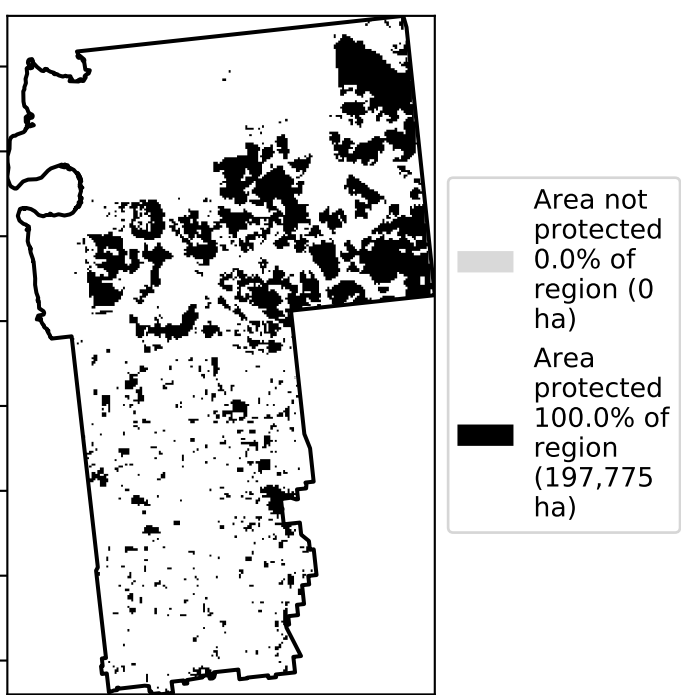 Area not
protected
0.0% of
region (0
ha)
Area
protected
100.0% of
region
(197,775
ha)